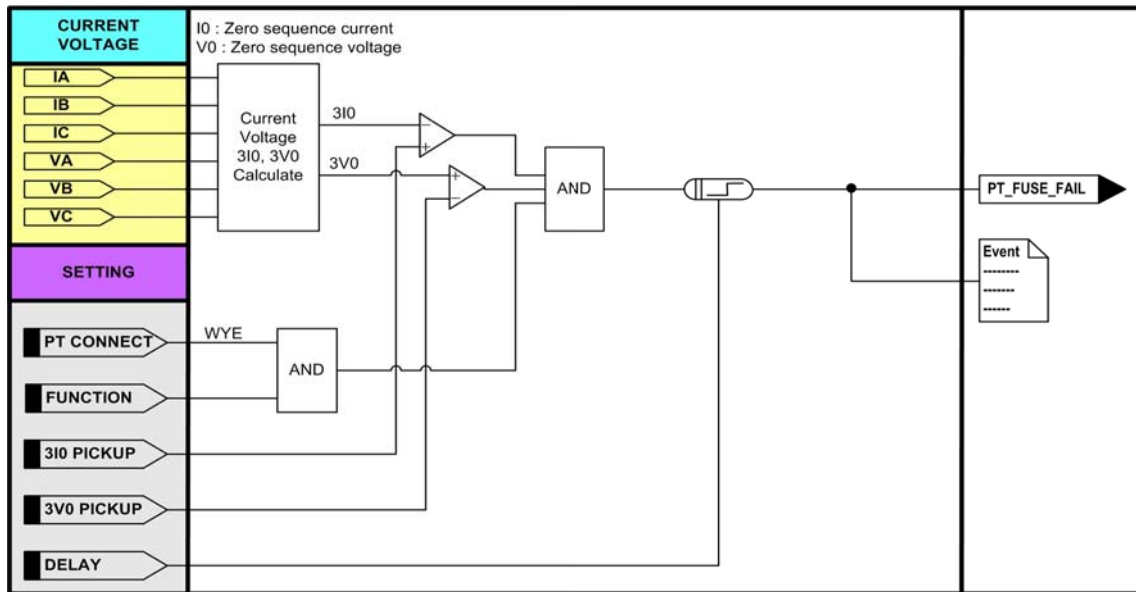 CURRENT
VOLTAGE
I0 : Zero sequence current
V0 : Zero sequence voltage
IA
IB
IC
VA
VB
VC
Current
Voltage
3I0, 3V0
Calculate
3I0
3V0
-
+
+
-
AND
PT_FUSE_FAIL
Event
--------
-------
------
SETTING
PT CONNECT
WYE
FUNCTION
AND
3I0 PICKUP
3V0 PICKUP
DELAY